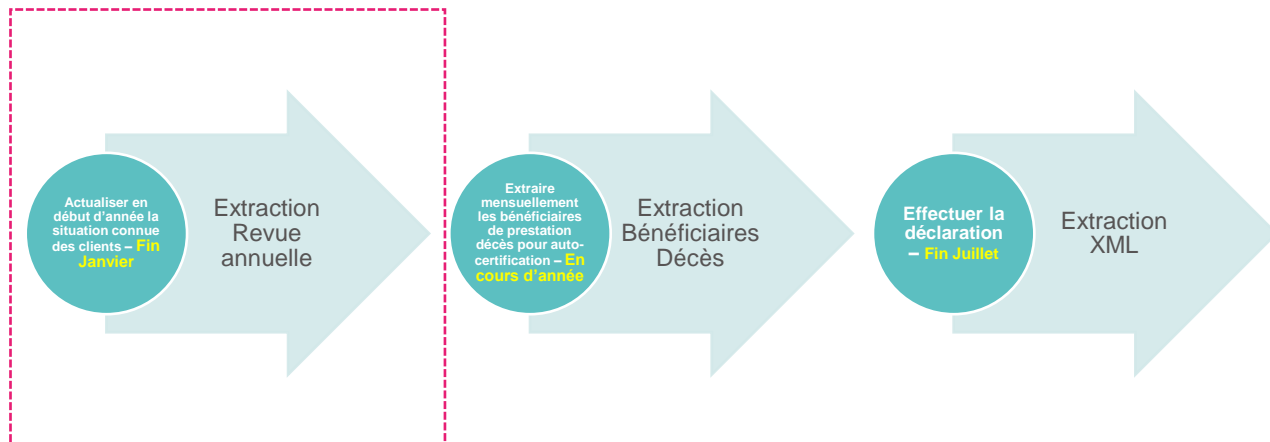 Actualiser en
début d'année la
situation connue
des clients – Fin
Janvier
Extraction
Revue
annuelle
Extraire
mensuellement
les bénéficiaires
de prestation
décès pour auto-
certification – En
cours d'année
Extraction
Bénéficiaires
Décès
Effectuer la
déclaration
– Fin Juillet
Extraction
XML